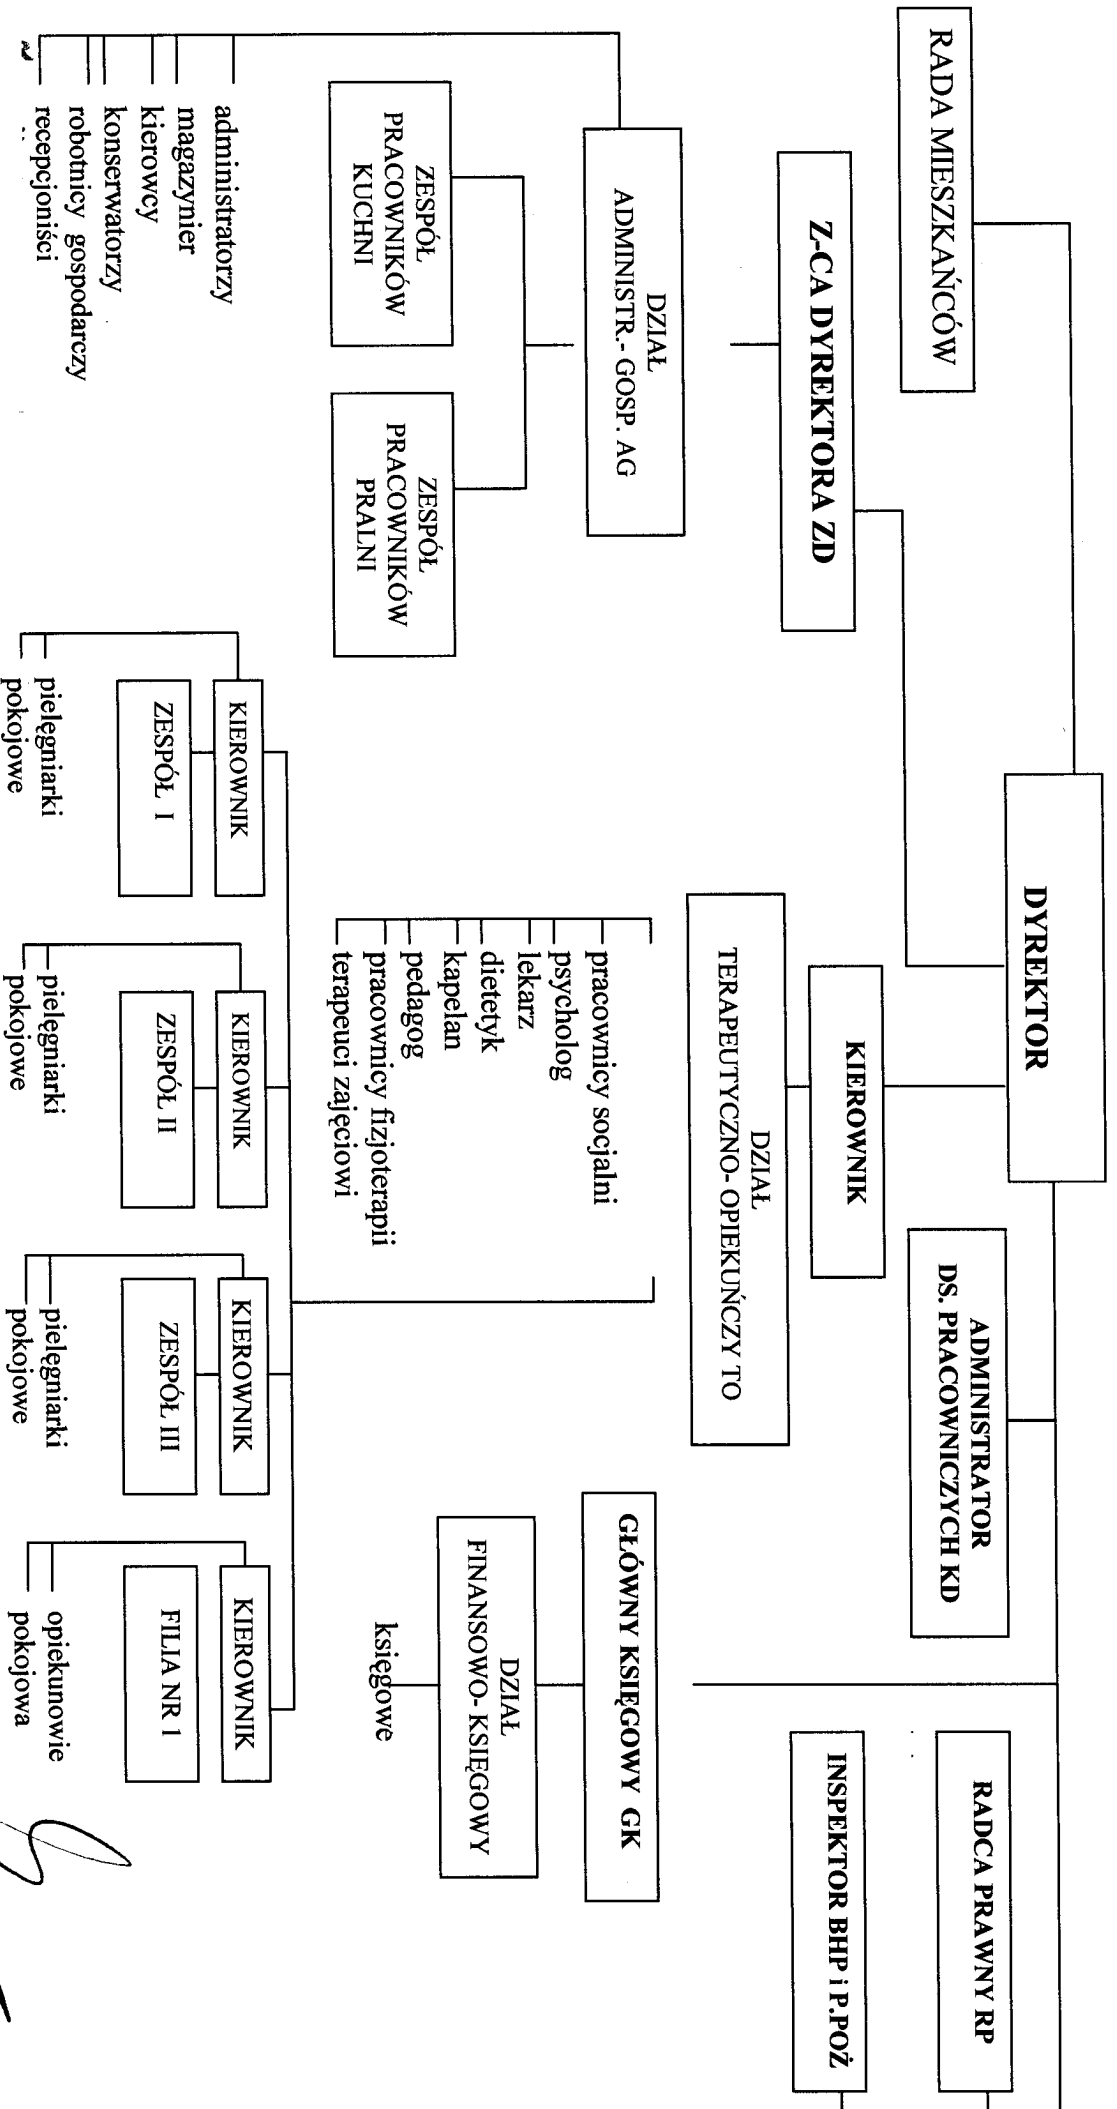 DYREKTOR
RADA MIESZKAŃCÓW
ADMINISTRATOR
DS. PRACOWNICZYCH KD
RADCA PRAWNY RP
Z-CA DYREKTORA ZD
KIEROWNIK
INSPEKTOR BHP i P.POŻ
DZIAŁ
TERAPEUTYCZNO- OPIEKUŃCZY TO
DZIAŁ
ADMINISTR.- GOSP. AG
GŁÓWNY KSIĘGOWY GK
ZESPÓŁ
PRACOWNIKÓW
KUCHNI
ZESPÓŁ
PRACOWNIKÓW
PRALNI
pracownicy socjalni
psycholog
lekarz
dietetyk
kapelan
pedagog
pracownicy fizjoterapii
terapeuci zajęciowi
DZIAŁ
FINANSOWO- KSIĘGOWY
księgowe
administratorzy
magazynier
kierowcy
konserwatorzy
robotnicy gospodarczy
recepcjoniści
KIEROWNIK
ZESPÓŁ I
pielęgniarki
pokojowe
KIEROWNIK
ZESPÓŁ II
pielęgniarki
pokojowe
KIEROWNIK
ZESPÓŁ III
pielęgniarki
pokojowe
KIEROWNIK
FILIA NR 1
opiekunowie
pokojowa